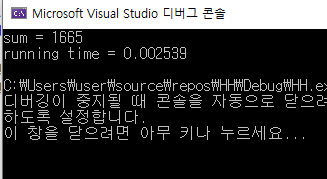 Microsoft Visual Studio 디버그 콘솔
sum = 1665
running time = 0.002539
C:₩Users₩user₩source₩repos₩HH₩Debug₩HH.ex
디버깅이 중지될 때 콘솔을 자동으로 닫으려
하도록 설정합니다.
이 창을 닫으려면 아무 키나 누르세요...